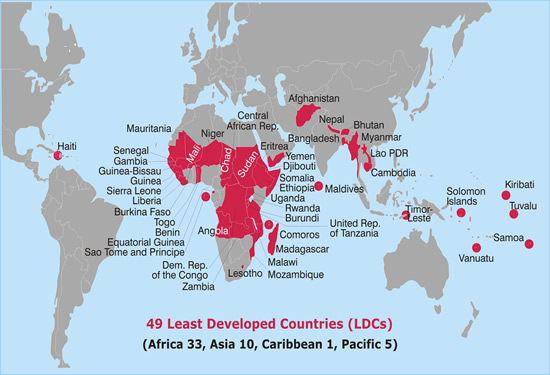 Afghanistan
Nepal
Bhutan
Bangladesh
Myanmar
Lao PDR
Cambodia
Central
African Rep.
Mauritania
Niger
Mali
Chad
Sudan
Eritrea
Haiti
Senegal
Gambia
Guinea-Bissau
Guinea
Sierra Leone
Liberia
Burkina Faso
Togo
Benin
Equatorial Guinea
Sao Tome and Principe
Yemen
Djibouti
Somalia
Ethiopia
Uganda
Rwanda
Burundi
Maldives
United Rep.
of Tanzania
Timor-
Leste
Solomon
Islands
Kiribati
Tuvalu
Samoa
Vanuatu
Angola
Comoros
Madagascar
Malawi
Mozambique
Dem. Rep.
of the Congo
Zambia
Lesotho
49 Least Developed Countries (LDCs)
(Africa 33, Asia 10, Caribbean 1, Pacific 5)